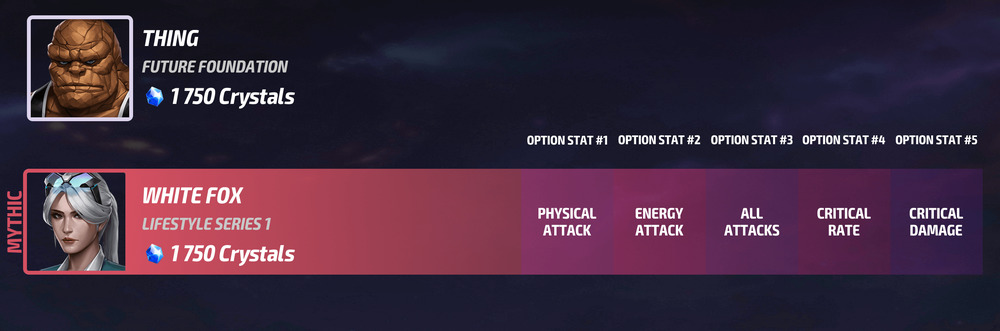 THING
FUTURE FOUNDATION
1 750 Crystals
OPTION STAT #1 OPTION STAT #2 OPTION STAT #3 OPTION STAT #4 OPTION STAT #5
MYTHIC
WHITE FOX
LIFESTYLE SERIES 1
1 750 Crystals
PHYSICAL
ATTACK
ENERGY
ATTACK
ALL
ATTACKS
CRITICAL
RATE
CRITICAL
DAMAGE